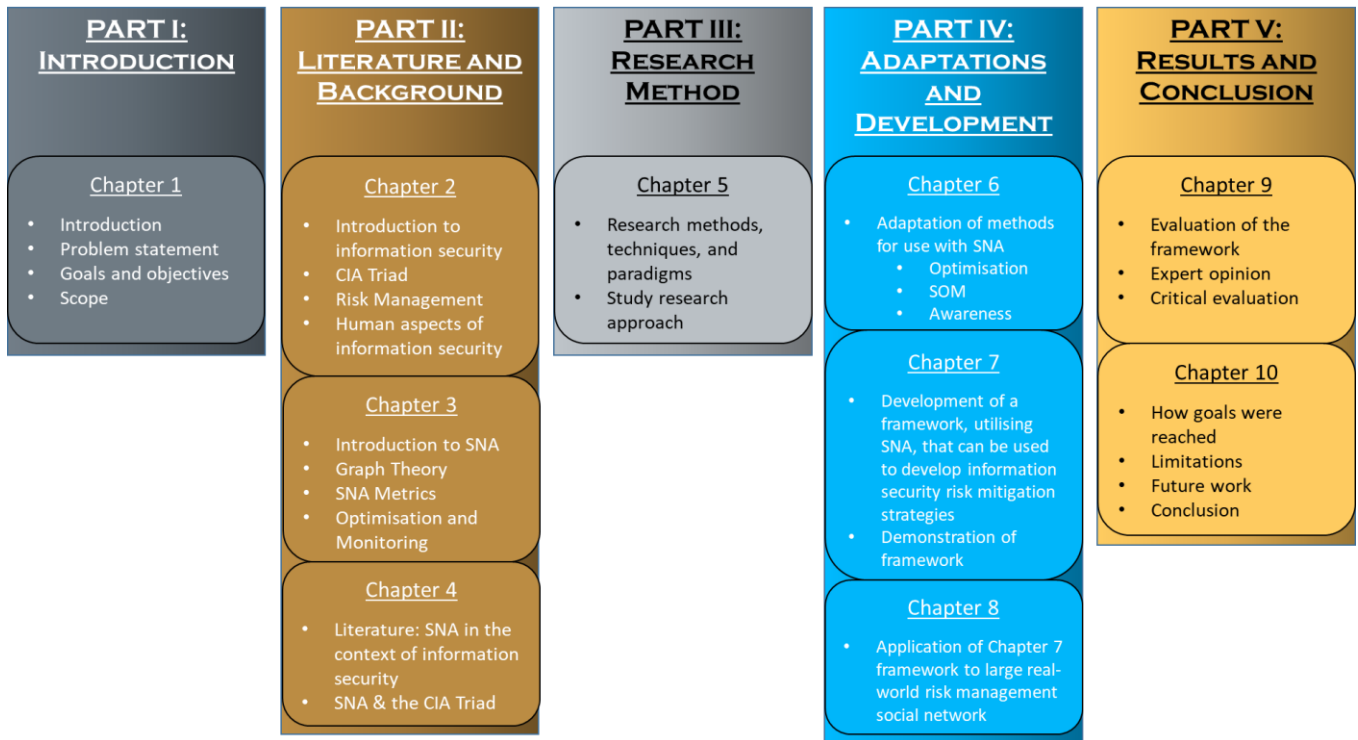 PART I:
INTRODUCTION
Chapter 1
• Introduction
• Problem statement
• Goals and objectives
• Scope
PART II:
LITERATURE AND
BACKGROUND
Chapter 2
• Introduction to
information security
• CIA Triad
• Risk Management
• Human aspects of
information security
Chapter 3
• Introduction to SNA
• Graph Theory
• SNA Metrics
• Optimisation and
Monitoring
Chapter 4
• Literature: SNA in the
context of information
security
• SNA & the CIA Triad
PART III:
RESEARCH
METHOD
Chapter 5
• Research methods,
techniques, and
paradigms
• Study research
approach
PART IV:
ADAPTATIONS
AND
DEVELOPMENT
Chapter 6
• Adaptation of methods
for use with SNA
• Optimisation
• SOM
• Awareness
Chapter 7
• Development of a
framework, utilising
SNA, that can be used
to develop information
security risk mitigation
strategies
• Demonstration of
framework
Chapter 8
• Application of Chapter 7
framework to large real-
world risk management
social network
PART V:
RESULTS AND
CONCLUSION
Chapter 9
• Evaluation of the
framework
• Expert opinion
• Critical evaluation
Chapter 10
• How goals were
reached
• Limitations
• Future work
• Conclusion